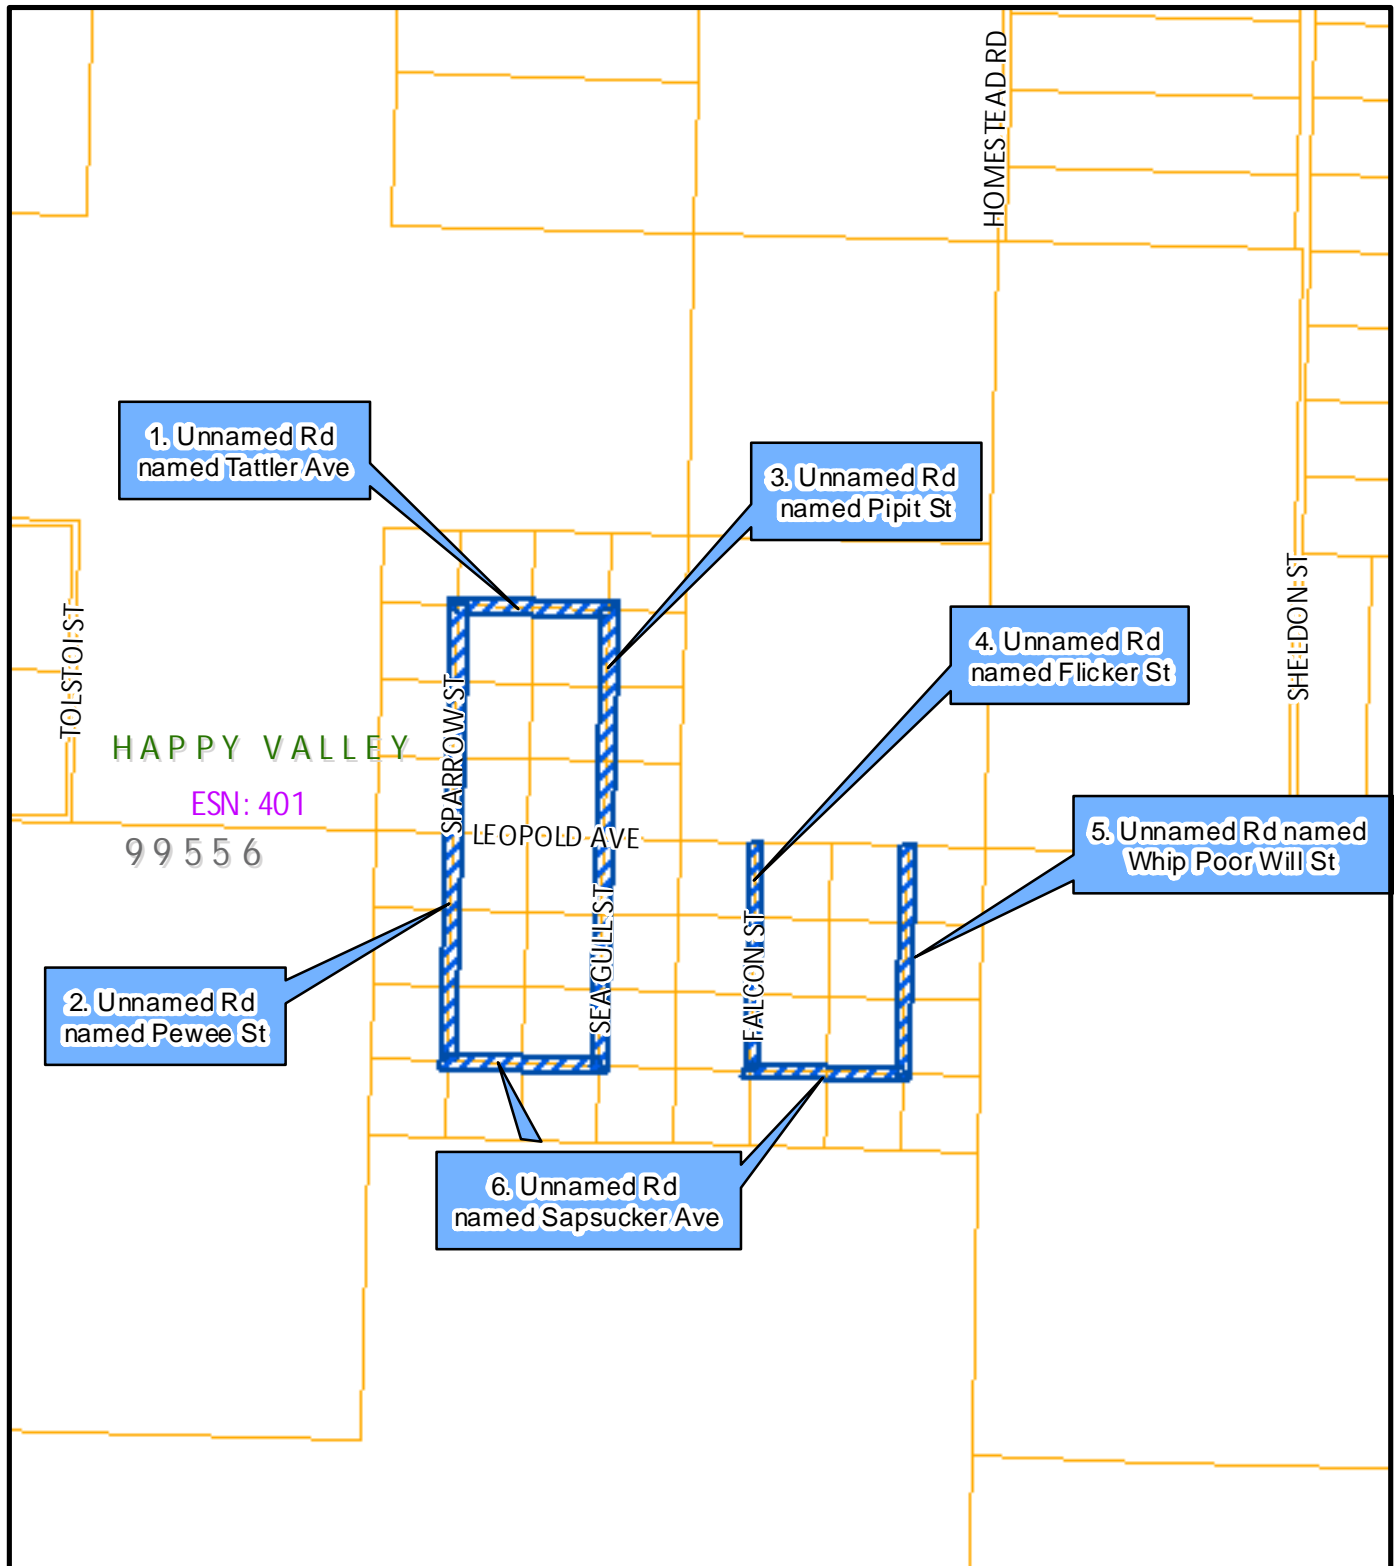 HOMESTEAD RD
1. Unnamed Rd
named Tattler Ave
3. Unnamed Rd
named Pipit St
TOLSTOI ST
SHELDON ST
4. Unnamed Rd
named Flicker St
SPARROW ST
HAPPY VALLEY
ESN: 401
99556
LEOPOLD AVE
5. Unnamed Rd named
Whip Poor Will St
SEAGULL ST
FALCON ST
2. Unnamed Rd
named Pewee St
6. Unnamed Rd
named Sapsucker Ave